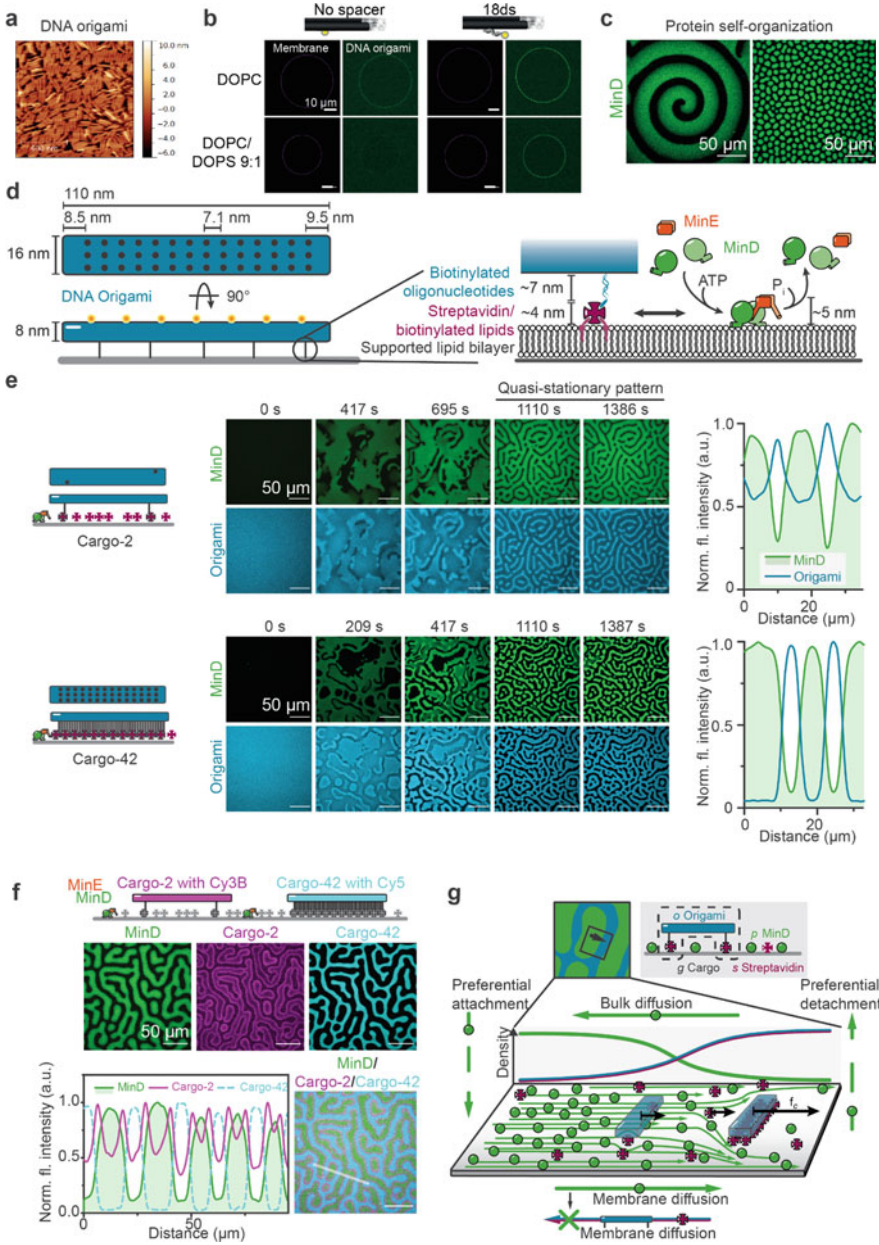 a
DNA origami
10.0 nm
8.0
6.0
4.0
2.0
0.0
−2.0
−4.0
−6.0
b
No spacer
18ds
Membrane
DNA origami
DOPC
10 µm
DOPC/
DOPS 9:1
c
Protein self-organization
MinD
50 µm
50 µm
d
110 nm
8.5 nm
7.1 nm
9.5 nm
16 nm
DNA Origami
90°
8 nm
Biotinylated
oligonucleotides
Streptavidin/
biotinylated lipids
Supported lipid bilayer
~7 nm
~4 nm
MinE
MinD
ATP
Pi
~5 nm
e
Quasi-stationary pattern
0 s
417 s
695 s
1110 s
1386 s
MinD
50 µm
Origami
Cargo-2
Norm. fl. intensity (a.u.)
1.0
0.5
0
MinD
Origami
0
20
Distance (µm)
0 s
209 s
417 s
1110 s
1387 s
MinD
50 µm
Origami
Cargo-42
Norm. fl. intensity (a.u.)
1.0
0.5
0
0
20
Distance (µm)
f
MinE
MinD
Cargo-2 with Cy3B
Cargo-42 with Cy5
MinD
Cargo-2
Cargo-42
50 µm
Norm. fl. intensity (a.u.)
MinD
Cargo-2
Cargo-42
1.0
0.5
0.0
0
50
Distance (µm)
MinD/
Cargo-2/Cargo-42
g
o Origami
p MinD
g Cargo
s Streptavidin
Preferential
attachment
Preferential
detachment
Bulk diffusion
Density
fc
Membrane diffusion
Membrane diffusion